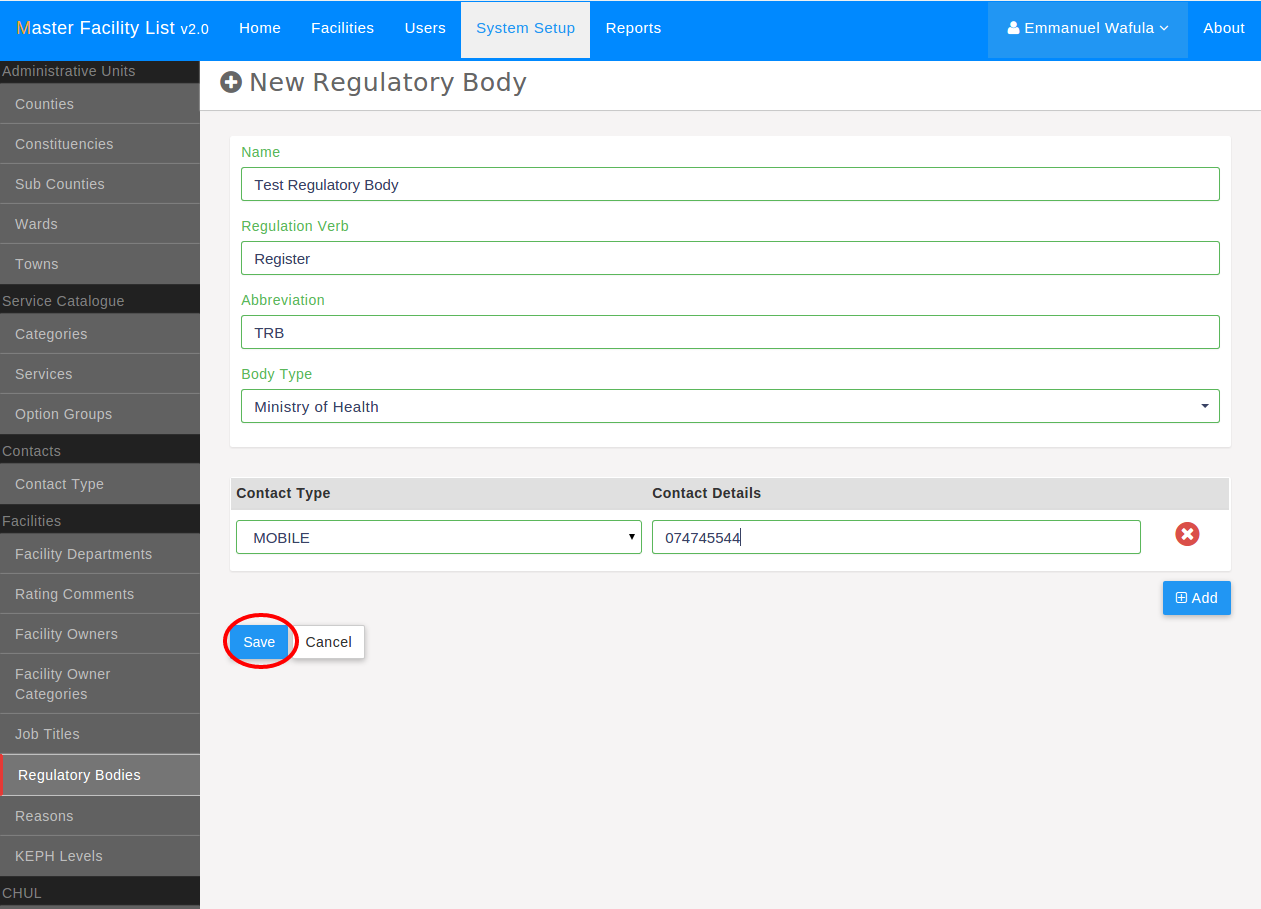 Master Facility List v2.0 Home Facilities Users System Setup Reports Emmanuel Wafula About
Administrative Units
Counties
Constituencies
Sub Counties
Wards
Towns
Service Catalogue
Categories
Services
Option Groups
Contacts
Contact Type
Facilities
Facility Departments
Rating Comments
Facility Owners
Facility Owner
Categories
Job Titles
Regulatory Bodies
Reasons
KEPH Levels
CHUL
New Regulatory Body
Name
Test Regulatory Body
Regulation Verb
Register
Abbreviation
TRB
Body Type
Ministry of Health
Contact Type Contact Details
MOBILE 074745544
Add
Save Cancel